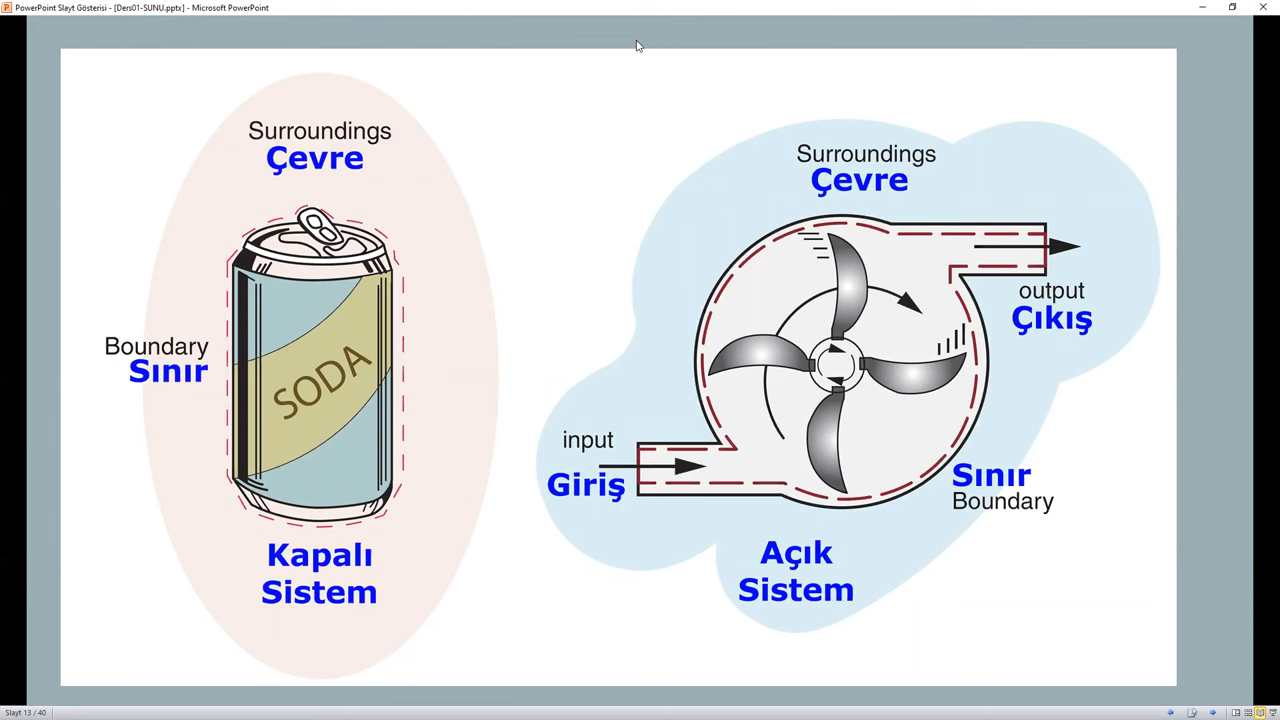 PowerPoint Slayt Gösterisi - [Ders01-SUNU.pptx] - Microsoft PowerPoint
Surroundings
Çevre
Boundary
Sınır
SODA
Kapalı
Sistem
Surroundings
Çevre
output
Çıkış
input
Giriş
Sınır
Boundary
Açık
Sistem
Slayt 13 / 40